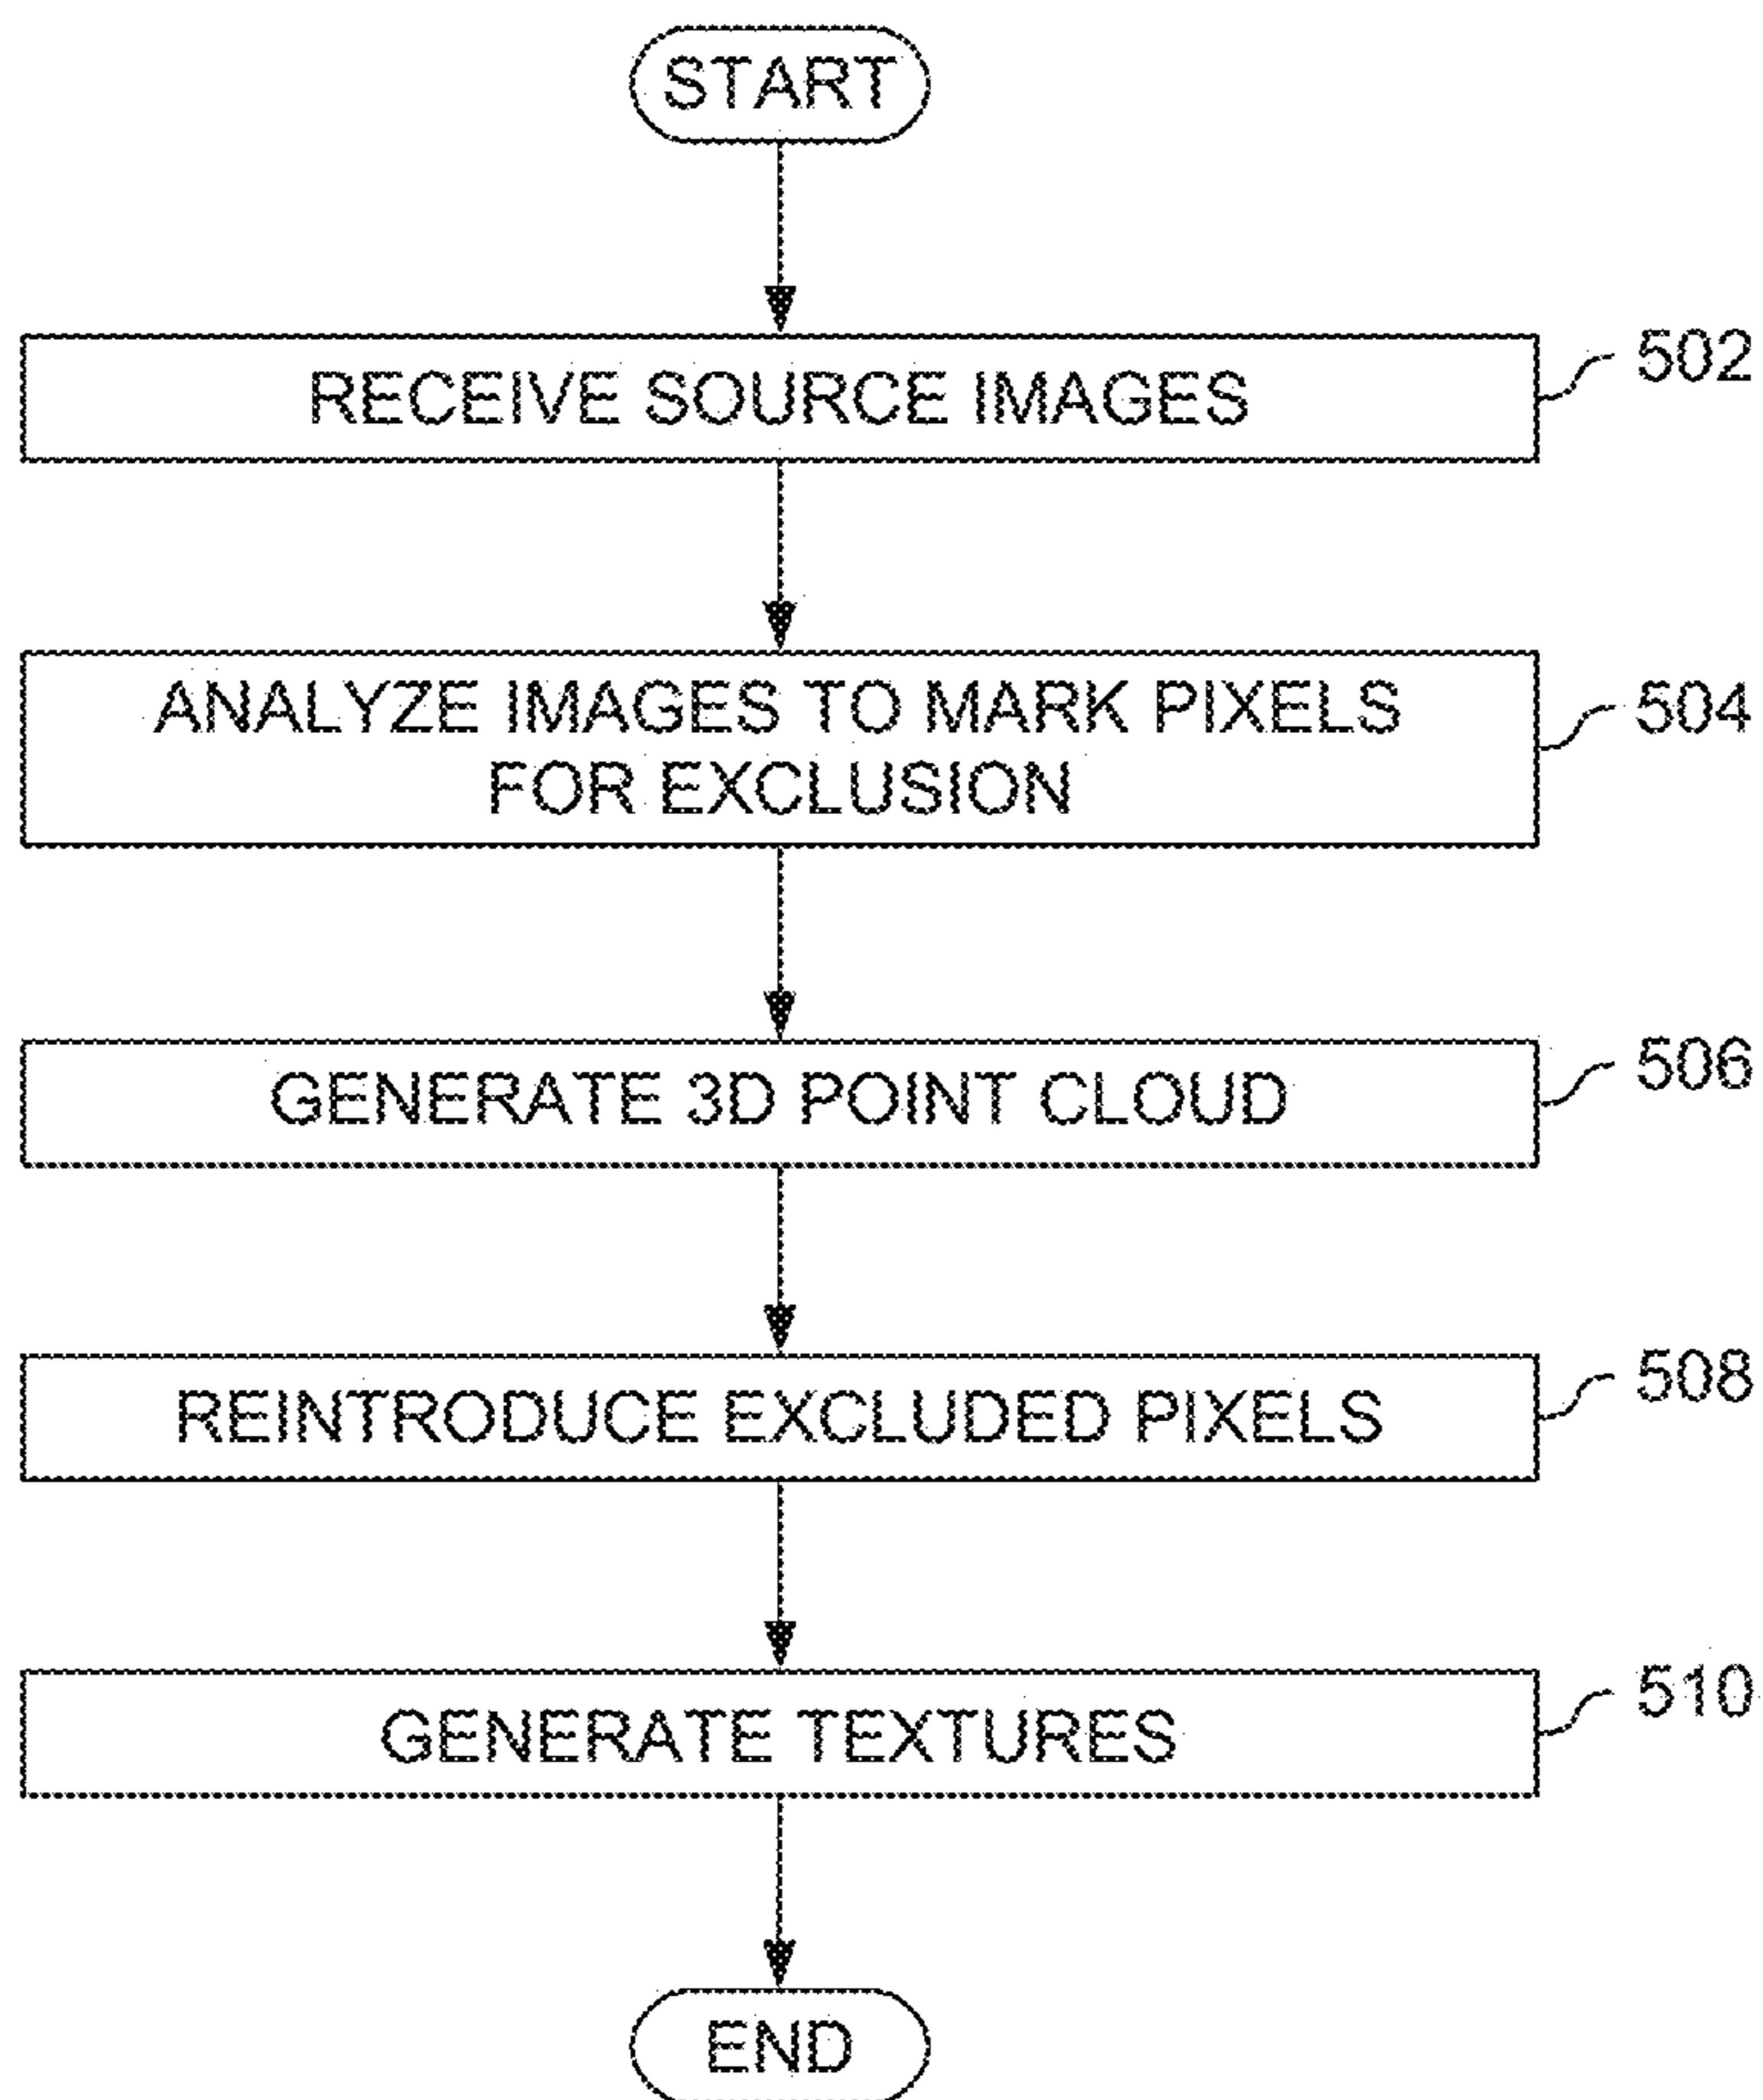 START
RECEIVE SOURCE IMAGES
502
ANALYZE IMAGES TO MARK PIXELS
FOR EXCLUSION
504
GENERATE 3D POINT CLOUD
506
REINTRODUCE EXCLUDED PIXELS
508
GENERATE TEXTURES
510
END